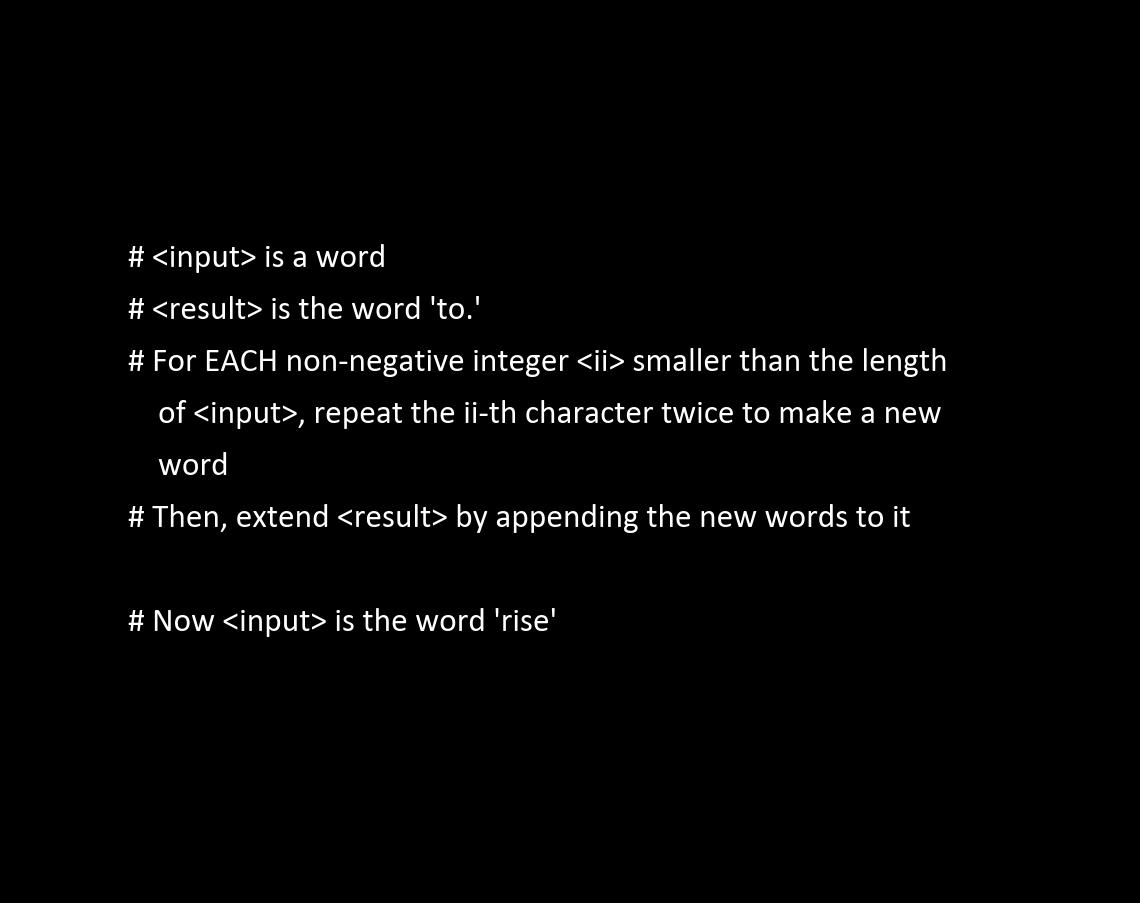 # <input> is a word
# <result> is the word 'to.'
# For EACH non-negative integer <ii> smaller than the length
of <input>, repeat the ii-th character twice to make a new
word
# Then, extend <result> by appending the new words to it
# Now <input> is the word 'rise'